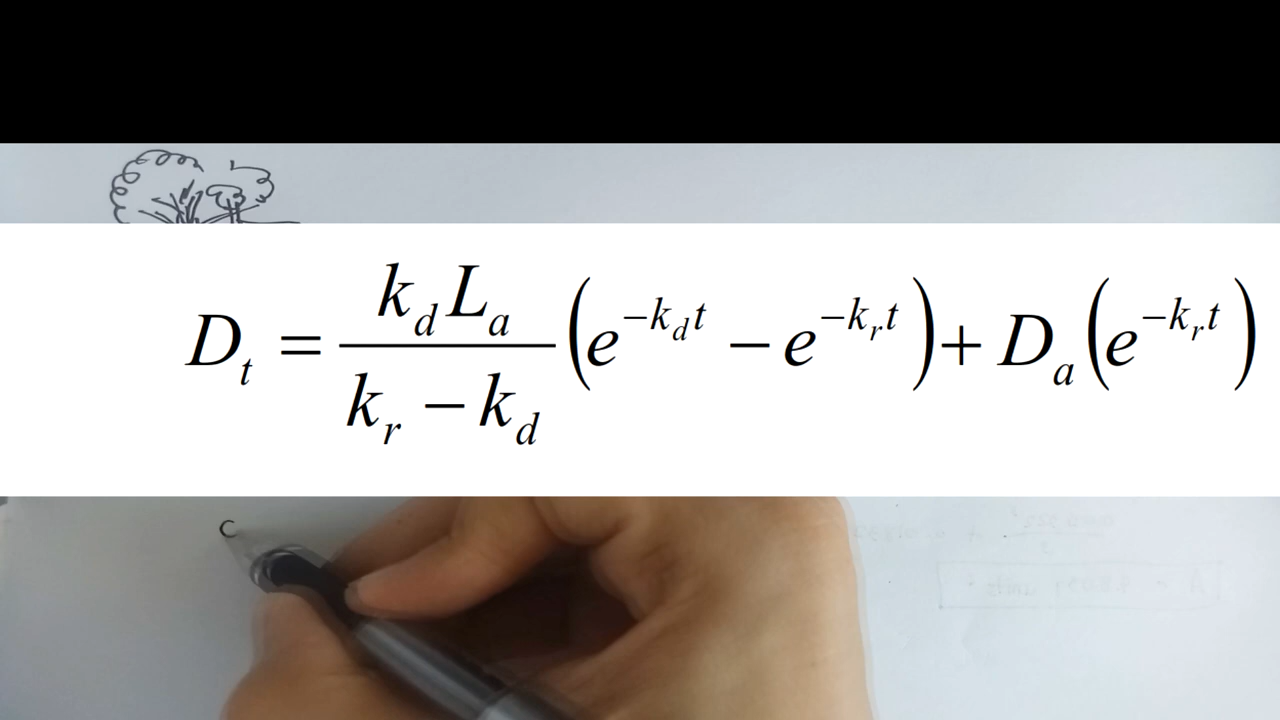 D_t = \frac{k_d L_a}{k_r - k_d} \left( e^{-k_d t} - e^{-k_r t} \right) + D_a \left( e^{-k_r t} \right)
C